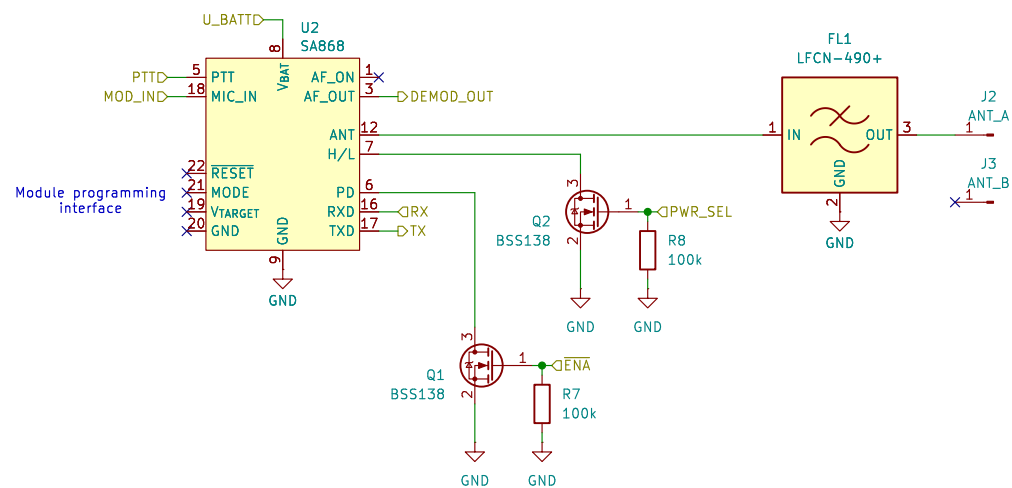 U_BATT
U2
SA868
8
VBAT
PTT
5
PTT
AF_ON
1
MOD_IN
18
MIC_IN
AF_OUT
3
DEMOD_OUT
ANT
12
H/L
7
22
RESET
Module programming
interface
21
MODE
PD
6
19
VTARGET
RXD
16
RX
20
GND
TXD
17
TX
GND
9
GND
FL1
LFCN-490+
1
IN
OUT
3
GND
2
GND
J2
ANT_A
1
J3
ANT_B
1
3
Q2
BSS138
1
PWR_SEL
2
R8
100k
GND
GND
3
Q1
BSS138
1
ENA
2
R7
100k
GND
GND